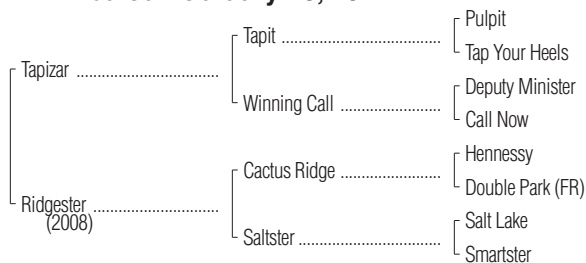 Pulpit
Tapit
Tap Your Heels
Tapizar
Deputy Minister
Winning Call
Call Now
Hennessy
Cactus Ridge
Double Park (FR)
Ridgester
(2008)
Salt Lake
Saltster
Smartster